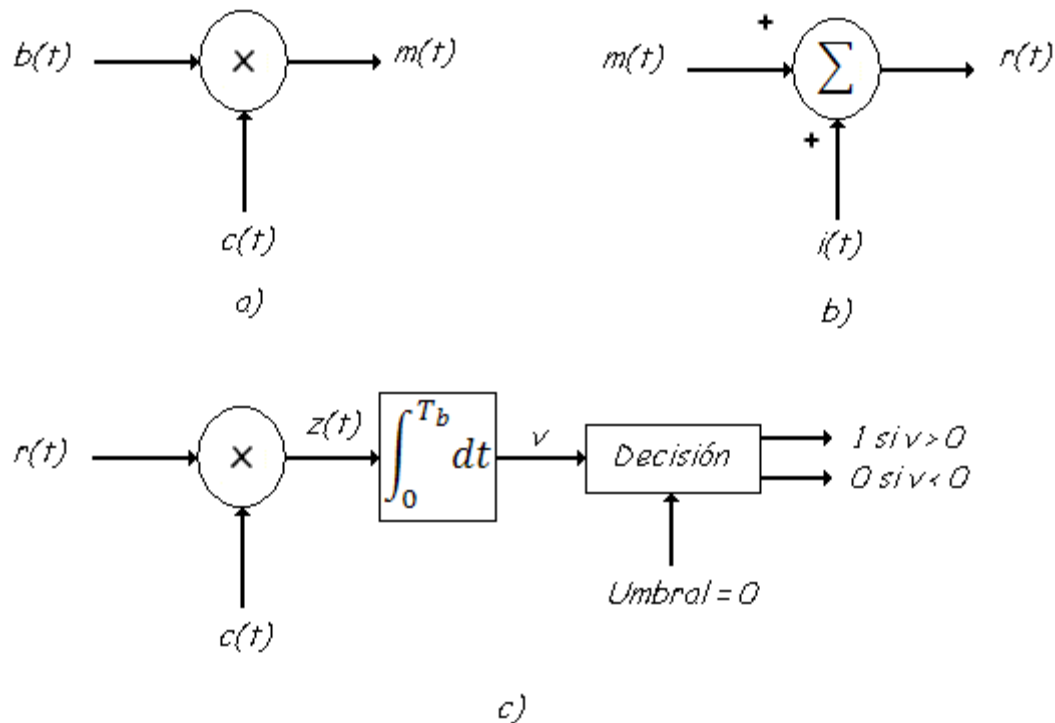 b(t) × m(t)
c(t)
a)
+
m(t) ∑ r(t)
+
i(t)
b)
r(t) × z(t) ∫₀^{T_b} dt v Decisión
1 si v > 0
0 si v < 0
c(t)
Umbral = 0
c)